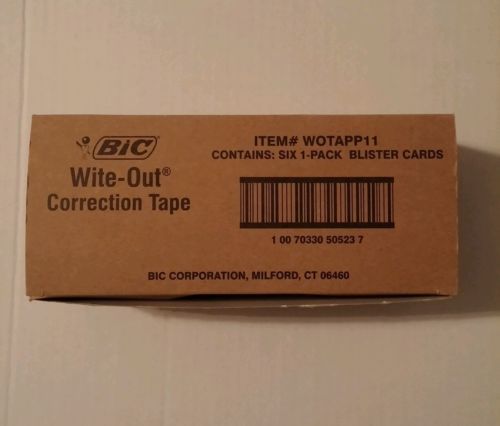 BIC
Wite-Out®
Correction Tape
ITEM# WOTAPP11
CONTAINS: SIX 1-PACK BLISTER CARDS
1 00 70330 50523 7
BIC CORPORATION, MILFORD, CT 06460